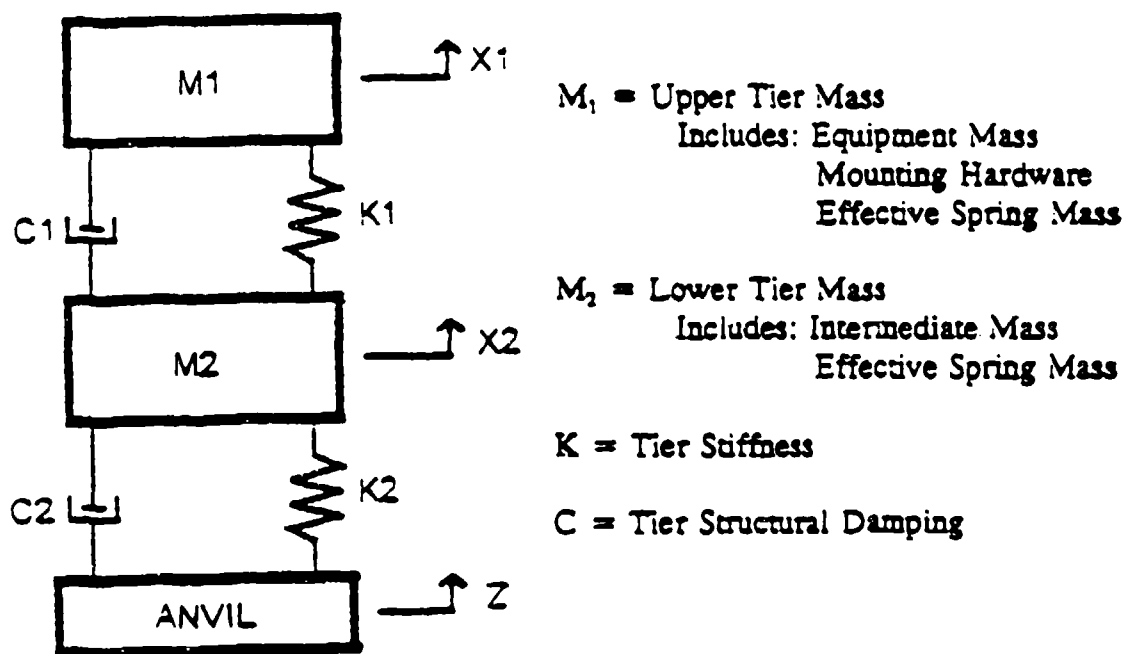 M1
X1
C1
K1
M2
X2
C2
K2
ANVIL
Z
M₁ = Upper Tier Mass
Includes: Equipment Mass
Mounting Hardware
Effective Spring Mass
M₂ = Lower Tier Mass
Includes: Intermediate Mass
Effective Spring Mass
K = Tier Stiffness
C = Tier Structural Damping